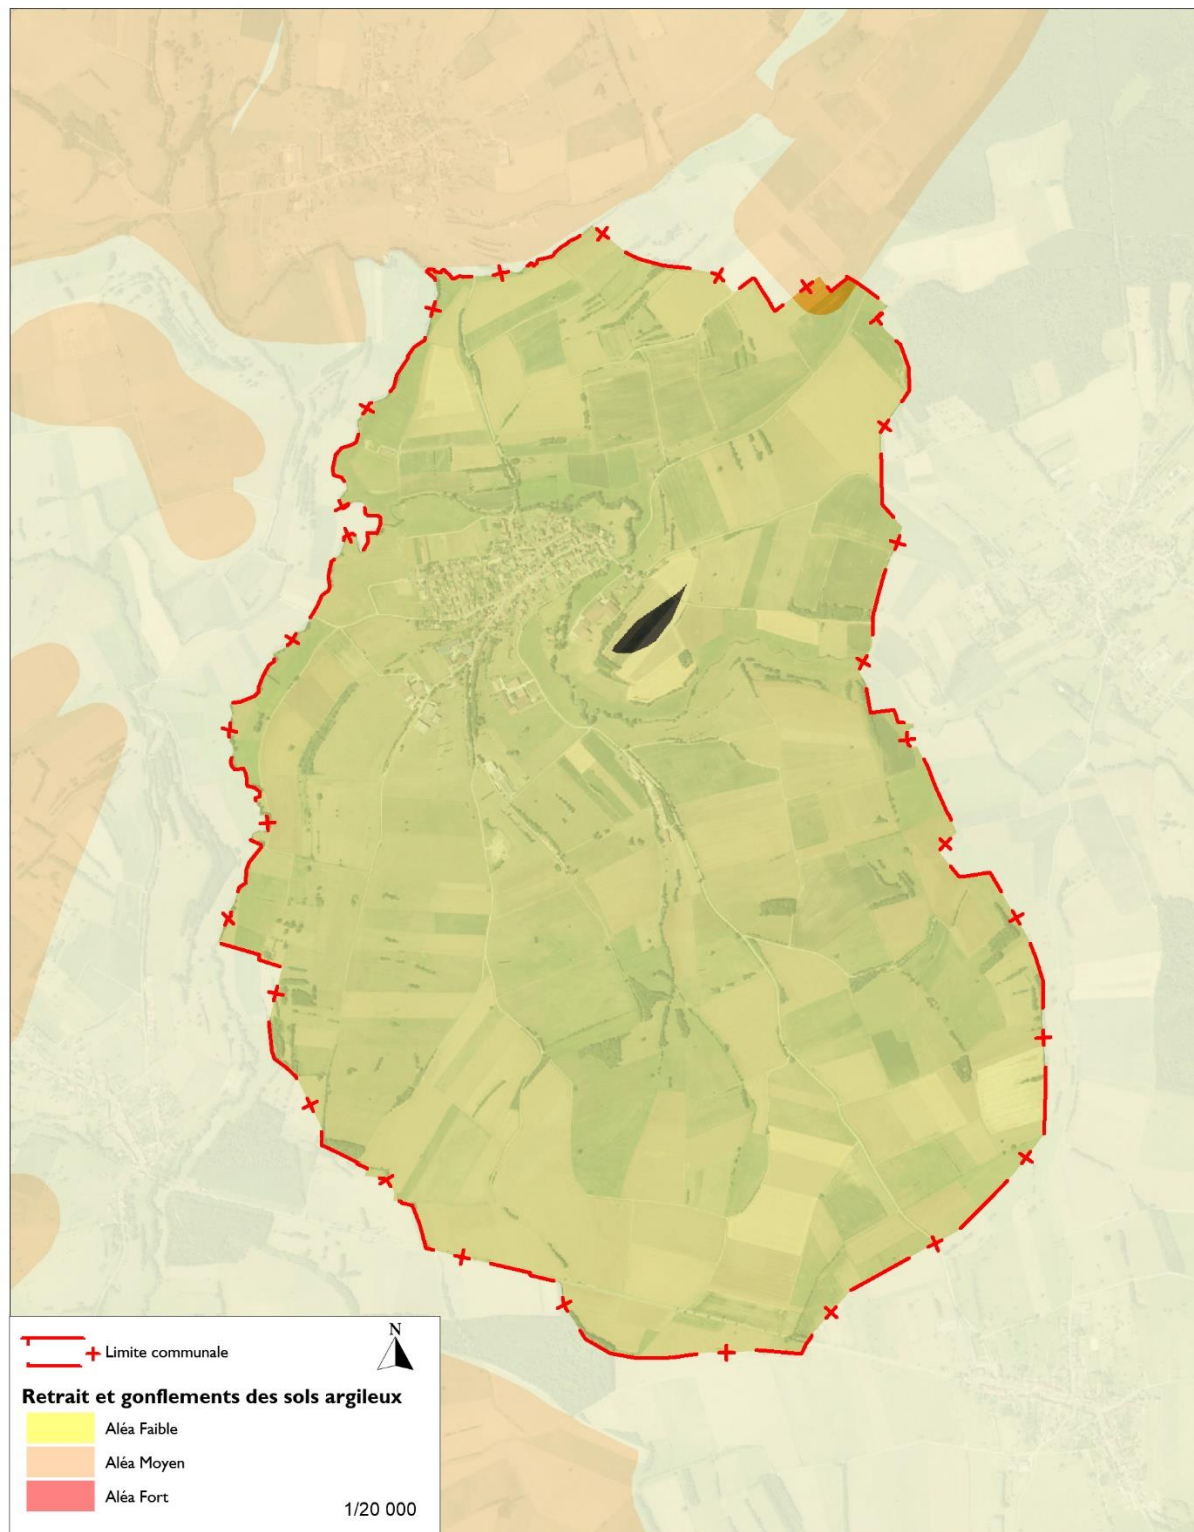 N
Limite communale
Retrait et gonflements des sols argileux
Aléa Faible
Aléa Moyen
Aléa Fort
1/20 000